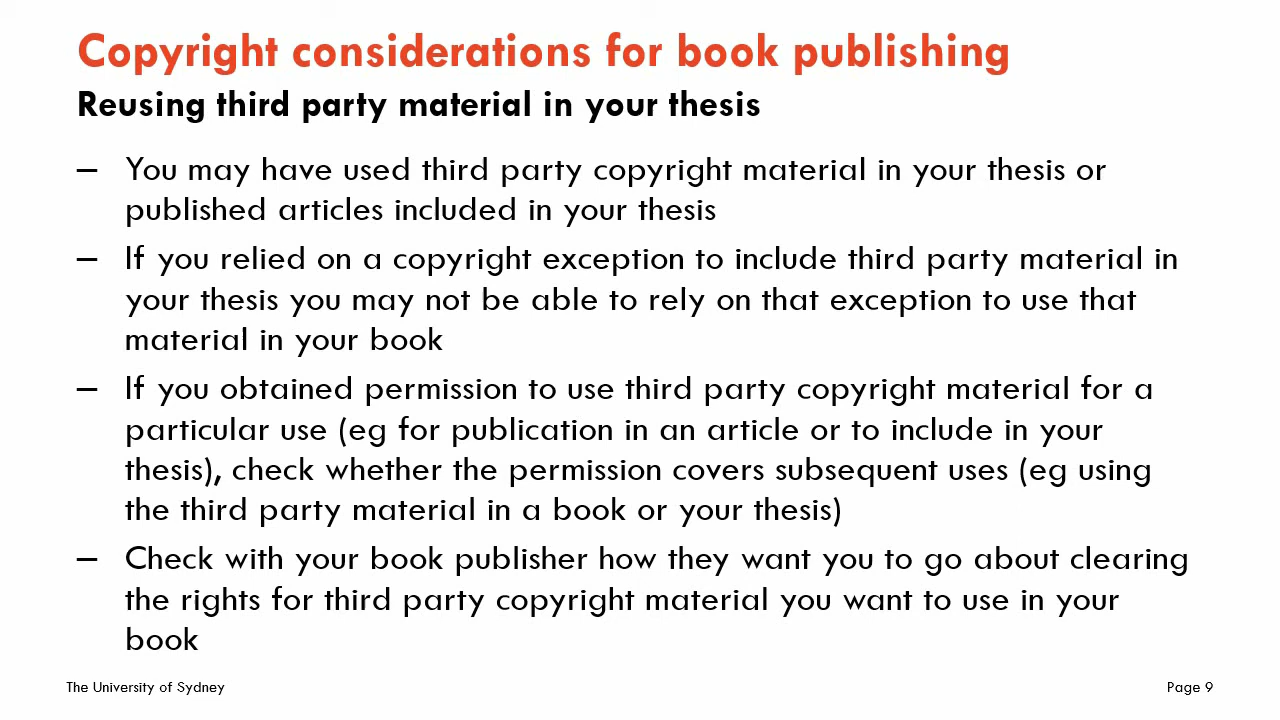 Copyright considerations for book publishing
Reusing third party material in your thesis
– You may have used third party copyright material in your thesis or
published articles included in your thesis
– If you relied on a copyright exception to include third party material in
your thesis you may not be able to rely on that exception to use that
material in your book
– If you obtained permission to use third party copyright material for a
particular use (eg for publication in an article or to include in your
thesis), check whether the permission covers subsequent uses (eg using
the third party material in a book or your thesis)
– Check with your book publisher how they want you to go about clearing
the rights for third party copyright material you want to use in your
book
The University of Sydney
Page 9